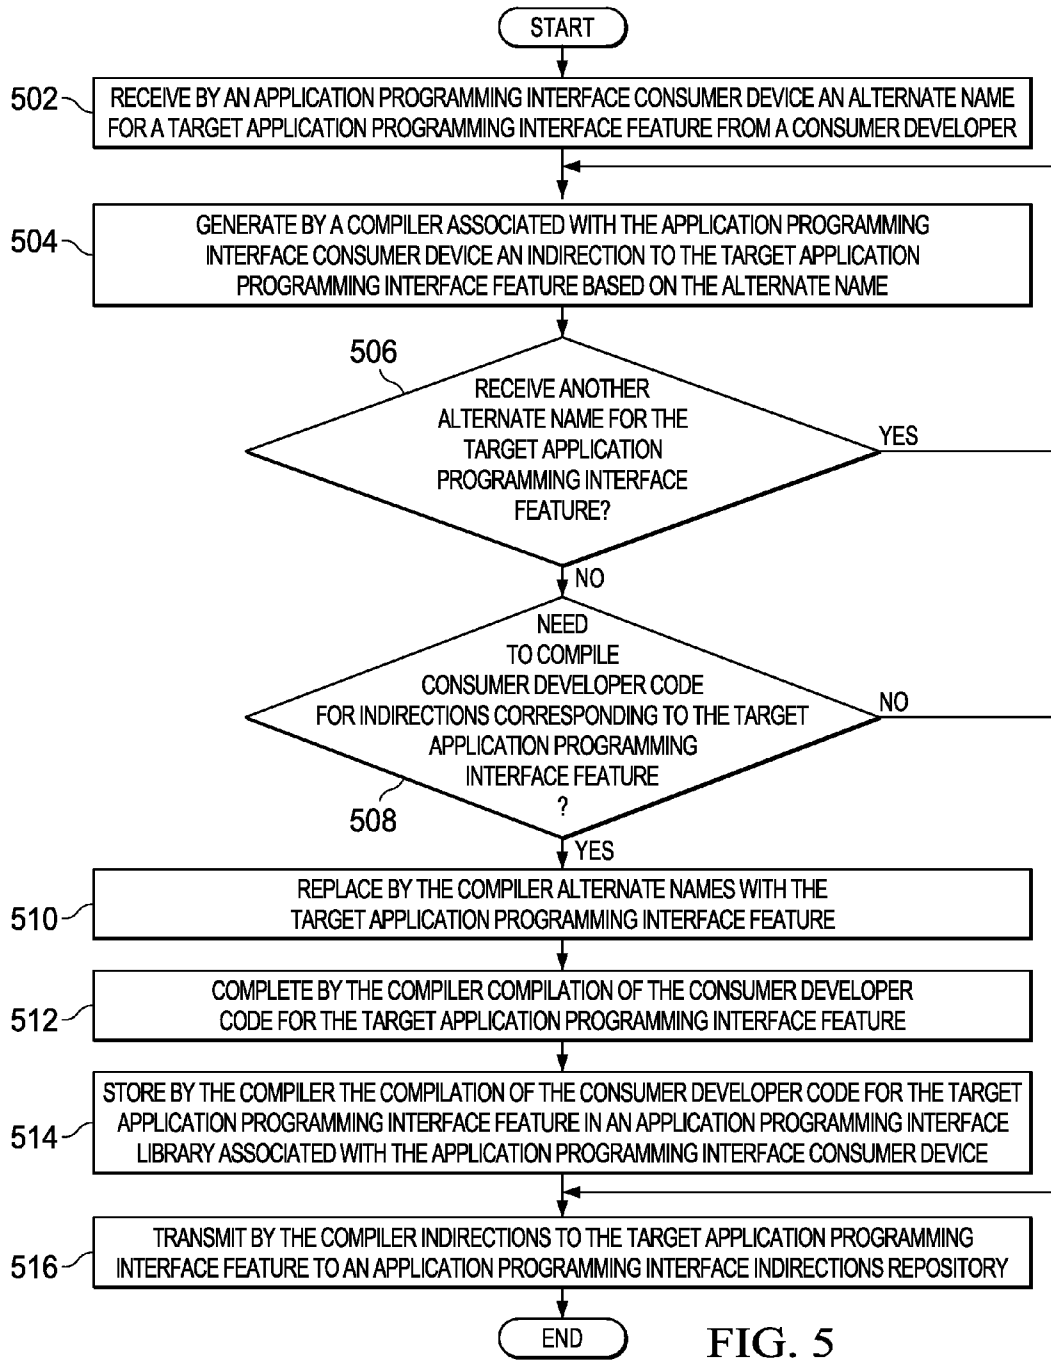 START
502
RECEIVE BY AN APPLICATION PROGRAMMING INTERFACE CONSUMER DEVICE AN ALTERNATE NAME
FOR A TARGET APPLICATION PROGRAMMING INTERFACE FEATURE FROM A CONSUMER DEVELOPER
504
GENERATE BY A COMPILER ASSOCIATED WITH THE APPLICATION PROGRAMMING
INTERFACE CONSUMER DEVICE AN INDIRECTION TO THE TARGET APPLICATION
PROGRAMMING INTERFACE FEATURE BASED ON THE ALTERNATE NAME
506
RECEIVE ANOTHER
ALTERNATE NAME FOR THE
TARGET APPLICATION
PROGRAMMING INTERFACE
FEATURE?
YES
NO
NEED
TO COMPILE
CONSUMER DEVELOPER CODE
FOR INDIRECTIONS CORRESPONDING TO THE TARGET
APPLICATION PROGRAMMING
INTERFACE FEATURE
?
NO
508
YES
510
REPLACE BY THE COMPILER ALTERNATE NAMES WITH THE
TARGET APPLICATION PROGRAMMING INTERFACE FEATURE
512
COMPLETE BY THE COMPILER COMPILATION OF THE CONSUMER DEVELOPER
CODE FOR THE TARGET APPLICATION PROGRAMMING INTERFACE FEATURE
514
STORE BY THE COMPILER THE COMPILATION OF THE CONSUMER DEVELOPER CODE FOR THE TARGET
APPLICATION PROGRAMMING INTERFACE FEATURE IN AN APPLICATION PROGRAMMING INTERFACE
LIBRARY ASSOCIATED WITH THE APPLICATION PROGRAMMING INTERFACE CONSUMER DEVICE
516
TRANSMIT BY THE COMPILER INDIRECTIONS TO THE TARGET APPLICATION PROGRAMMING
INTERFACE FEATURE TO AN APPLICATION PROGRAMMING INTERFACE INDIRECTIONS REPOSITORY
END
FIG. 5